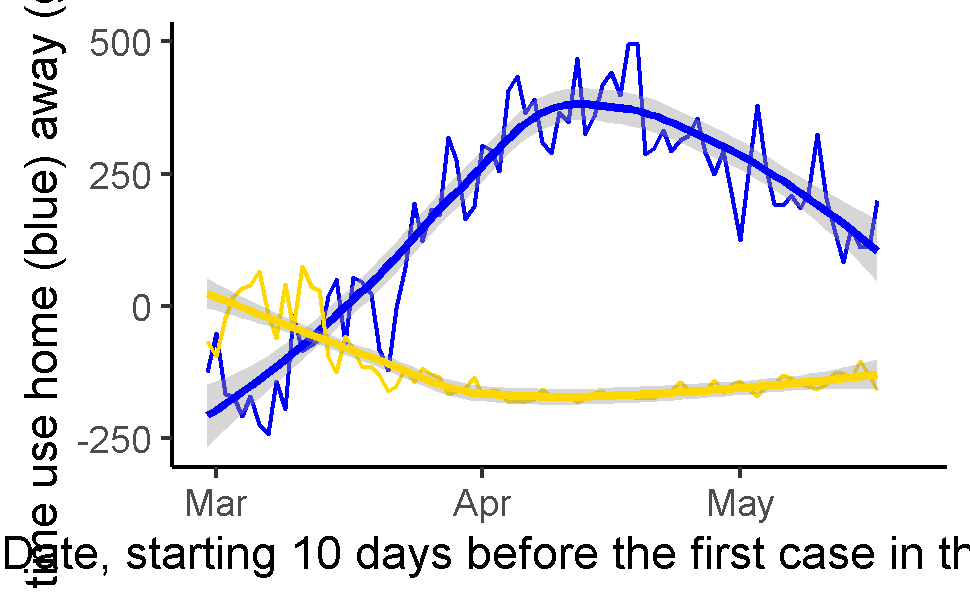 time use home (blue) away (
500
250
0
-250
Mar Apr May
Date, starting 10 days before the first case in th